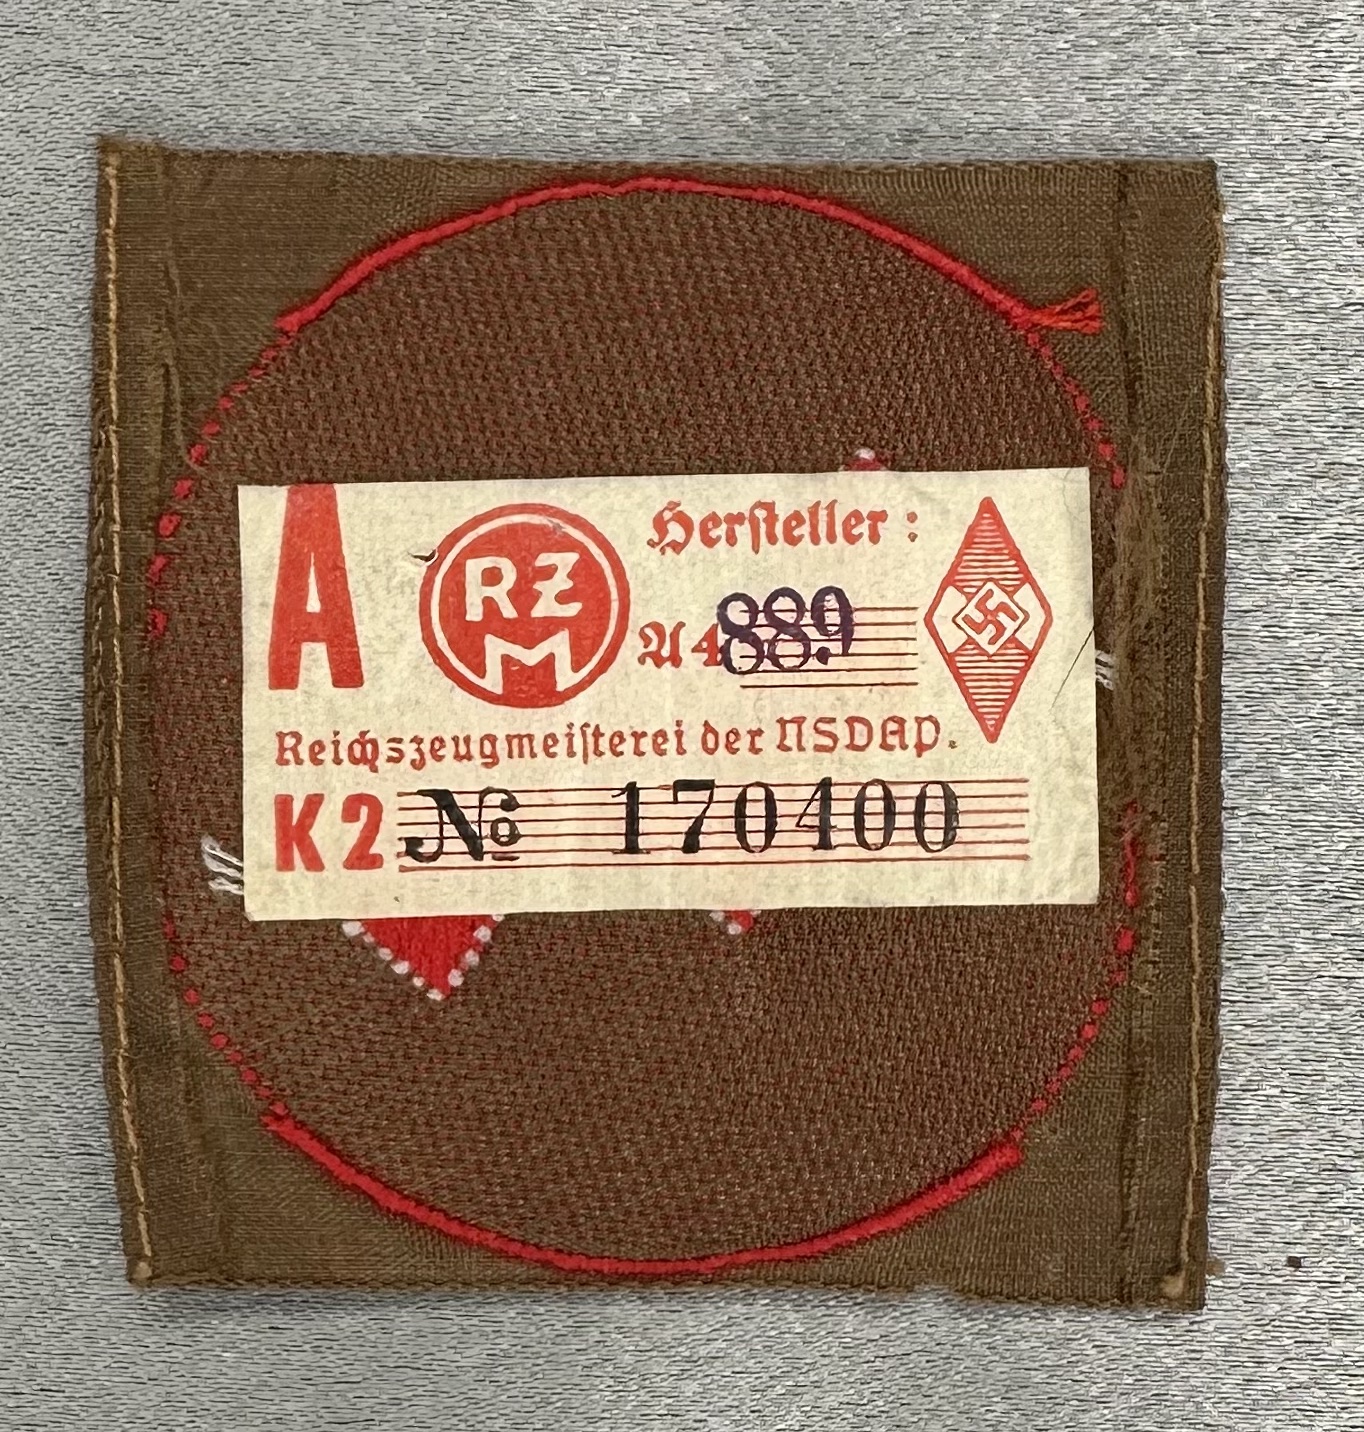 A
RZM
Hersteller:
A4 889
Reichszeugmeisterei der NSDAP.
K2 № 170400